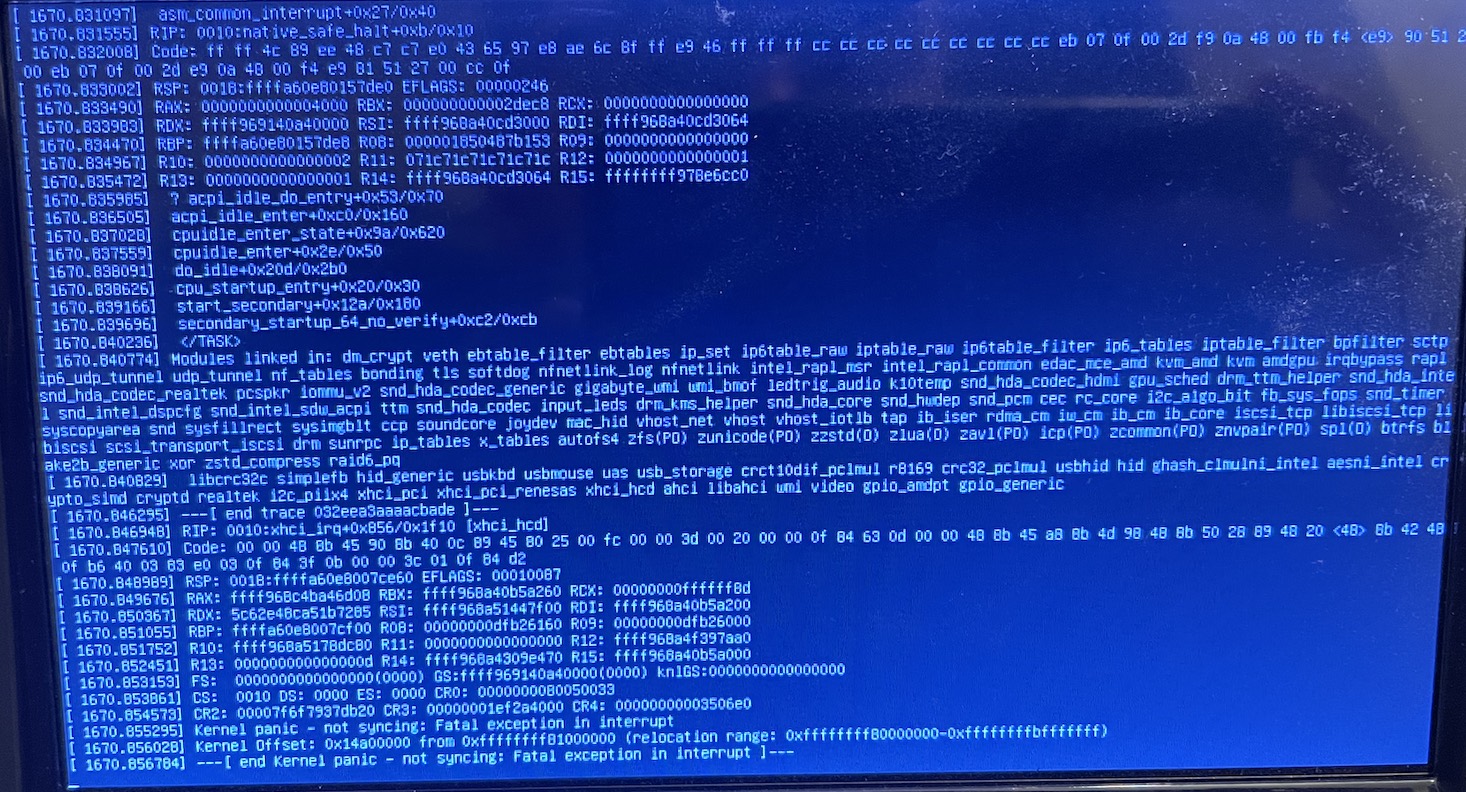 [ 1670.831097]  asm_common_interrupt+0x27/0x40
[ 1670.831555] RIP: 0010:native_safe_halt+0xb/0x10
[ 1670.832008] Code: ff ff 4c 89 ee 48 c7 c7 e0 43 65 97 e8 ae 6c 8f ff e9 46 ff ff ff cc cc cc cc cc cc cc cc cc cc eb 07 0f 00 2d f9 0a 48 00 fb f4 <e9> 90 51 2
00 eb 07 0f 00 2d e9 0a 48 00 f4 e9 81 51 27 00 cc 0f
[ 1670.833002] RSP: 0018:ffffa60e80157de0 EFLAGS: 00000246
[ 1670.833490] RAX: 0000000000004000 RBX: 000000000002dec8 RCX: 0000000000000000
[ 1670.833983] RDX: ffff969140a40000 RSI: ffff968a40cd3000 RDI: ffff968a40cd3064
[ 1670.834470] RBP: ffffa60e80157de8 R08: 000001850487b153 R09: 0000000000000000
[ 1670.834967] R10: 0000000000000002 R11: 071c71c71c71c71c R12: 0000000000000001
[ 1670.835472] R13: 0000000000000001 R14: ffff968a40cd3064 R15: ffffffff978e6cc0
[ 1670.835985]  ? acpi_idle_do_entry+0x53/0x70
[ 1670.836505]  acpi_idle_enter+0xc0/0x160
[ 1670.837028]  cpuidle_enter_state+0x9a/0x620
[ 1670.837559]  cpuidle_enter+0x2e/0x50
[ 1670.838091]  do_idle+0x20d/0x2b0
[ 1670.838626]  cpu_startup_entry+0x20/0x30
[ 1670.839166]  start_secondary+0x12a/0x180
[ 1670.839696]  secondary_startup_64_no_verify+0xc2/0xcb
[ 1670.840236]  </TASK>
[ 1670.840774] Modules linked in: dm_crypt veth ebtable_filter ebtables ip_set ip6table_raw iptable_raw ip6table_filter ip6_tables iptable_filter bpfilter sctp
ip6_udp_tunnel udp_tunnel nf_tables bonding tls softdog nfnetlink_log nfnetlink intel_rapl_msr intel_rapl_common edac_mce_amd kvm_amd kvm amdgpu irqbypass rapl
snd_hda_codec_realtek pcspkr iommu_v2 snd_hda_codec_generic gigabyte_wmi wmi_bmof ledtrig_audio k10temp snd_hda_codec_hdmi gpu_sched drm_ttm_helper snd_hda_inte
l snd_intel_dspcfg snd_intel_sdw_acpi ttm snd_hda_codec input_leds drm_kms_helper snd_hda_core snd_hwdep snd_pcm cec rc_core i2c_algo_bit fb_sys_fops snd_timer
syscopyarea snd sysfillrect sysimgblt ccp soundcore joydev mac_hid vhost_net vhost vhost_iotlb tap ib_iser rdma_cm iw_cm ib_cm ib_core iscsi_tcp libiscsi_tcp li
biscsi scsi_transport_iscsi drm sunrpc ip_tables x_tables autofs4 zfs(PO) zunicode(PO) zzstd(O) zlua(O) zavl(PO) icp(PO) zcommon(PO) znvpair(PO) spl(O) btrfs bl
ake2b_generic xor zstd_compress raid6_pq
[ 1670.840829]  libcrc32c simplefb hid_generic usbkbd usbmouse uas usb_storage crct10dif_pclmul r8169 crc32_pclmul usbhid hid ghash_clmulni_intel aesni_intel cr
ypto_simd cryptd realtek i2c_piix4 xhci_pci xhci_pci_renesas xhci_hcd ahci libahci wmi video gpio_amdpt gpio_generic
[ 1670.846295] ---[ end trace 032eea3aaaacbade ]---
[ 1670.846948] RIP: 0010:xhci_irq+0x856/0x1f10 [xhci_hcd]
[ 1670.847610] Code: 00 00 48 8b 45 90 8b 40 0c 89 45 80 25 00 fc 00 00 3d 00 20 00 00 0f 84 63 0d 00 00 48 8b 45 a8 8b 4d 98 48 8b 50 28 89 48 20 <48> 8b 42 48
0f b6 40 03 83 e0 03 0f 84 3f 0b 00 00 3c 01 0f 84 d2
[ 1670.848989] RSP: 0018:ffffa60e8007ce60 EFLAGS: 00010087
[ 1670.849676] RAX: ffff968c4ba46d08 RBX: ffff968a40b5a260 RCX: 00000000ffffff8d
[ 1670.850367] RDX: 5c62e48ca51b7285 RSI: ffff968a51447f00 RDI: ffff968a40b5a200
[ 1670.851055] RBP: ffffa60e8007cf00 R08: 00000000dfb26160 R09: 00000000dfb26000
[ 1670.851752] R10: ffff968a5178dc80 R11: 0000000000000000 R12: ffff968a4f397aa0
[ 1670.852451] R13: 000000000000000d R14: ffff968a4309e470 R15: ffff968a40b5a000
[ 1670.853153] FS:  0000000000000000(0000) GS:ffff969140a40000(0000) knlGS:0000000000000000
[ 1670.853861] CS:  0010 DS: 0000 ES: 0000 CR0: 0000000080050033
[ 1670.854573] CR2: 00007f6f7937db20 CR3: 00000001ef2a4000 CR4: 00000000003506e0
[ 1670.855295] Kernel panic - not syncing: Fatal exception in interrupt
[ 1670.856028] Kernel Offset: 0x14a00000 from 0xffffffff81000000 (relocation range: 0xffffffff80000000-0xffffffffbfffffff)
[ 1670.856784] ---[ end Kernel panic - not syncing: Fatal exception in interrupt ]---